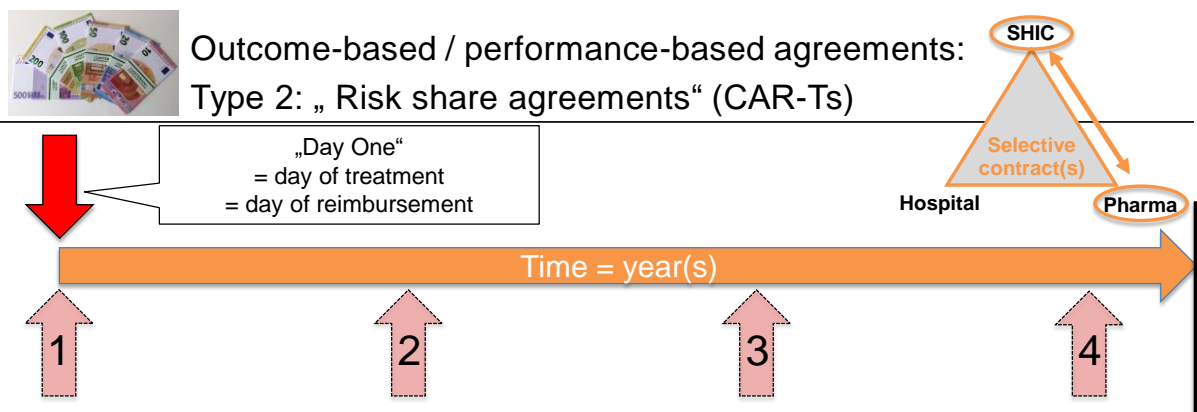 Outcome-based / performance-based agreements:
Type 2: „ Risk share agreements“ (CAR-Ts)
SHIC
Selective
contract(s)
Hospital
Pharma
„Day One“
= day of treatment
= day of reimbursement
Time = year(s)
1
2
3
4